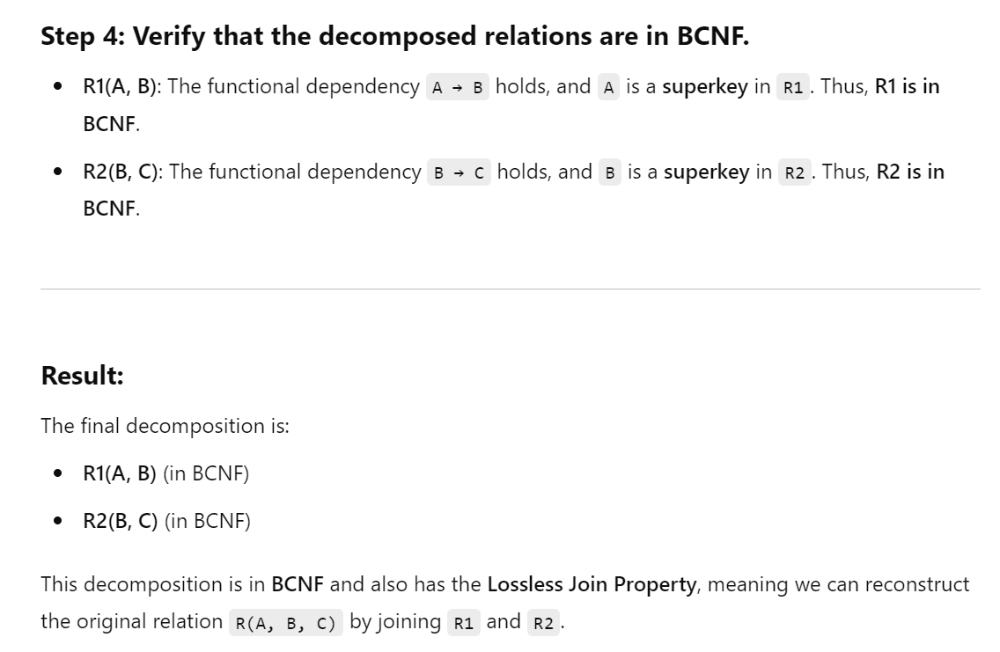 Step 4: Verify that the decomposed relations are in BCNF.
• R1(A, B): The functional dependency A → B holds, and A is a superkey in R1. Thus, R1 is in
BCNF.
• R2(B, C): The functional dependency B → C holds, and B is a superkey in R2. Thus, R2 is in
BCNF.
Result:
The final decomposition is:
• R1(A, B) (in BCNF)
• R2(B, C) (in BCNF)
This decomposition is in BCNF and also has the Lossless Join Property, meaning we can reconstruct
the original relation R(A, B, C) by joining R1 and R2.